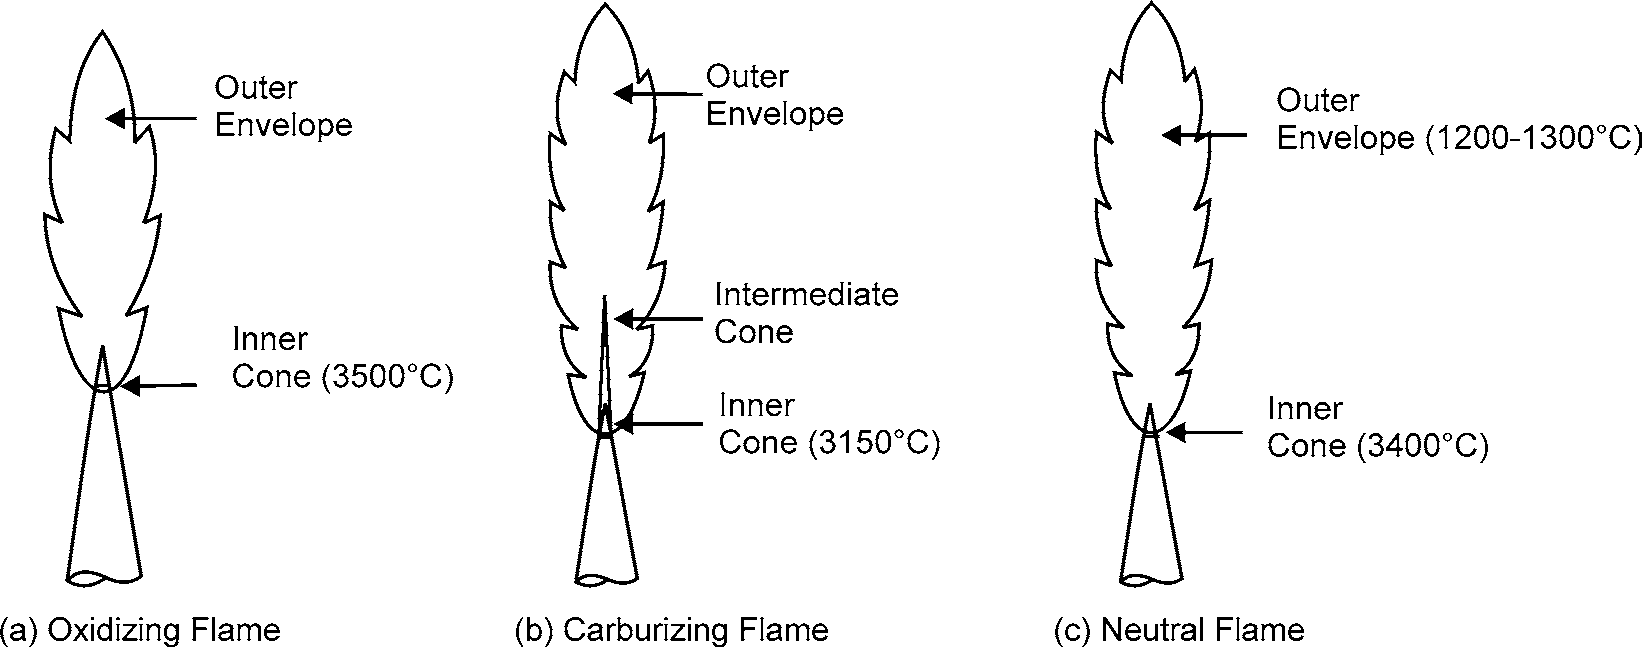 Outer
Envelope
Inner
Cone (3500°C)
(a) Oxidizing Flame
Outer
Envelope
Intermediate
Cone
Inner
Cone (3150°C)
(b) Carburizing Flame
Outer
Envelope (1200-1300°C)
Inner
Cone (3400°C)
(c) Neutral Flame